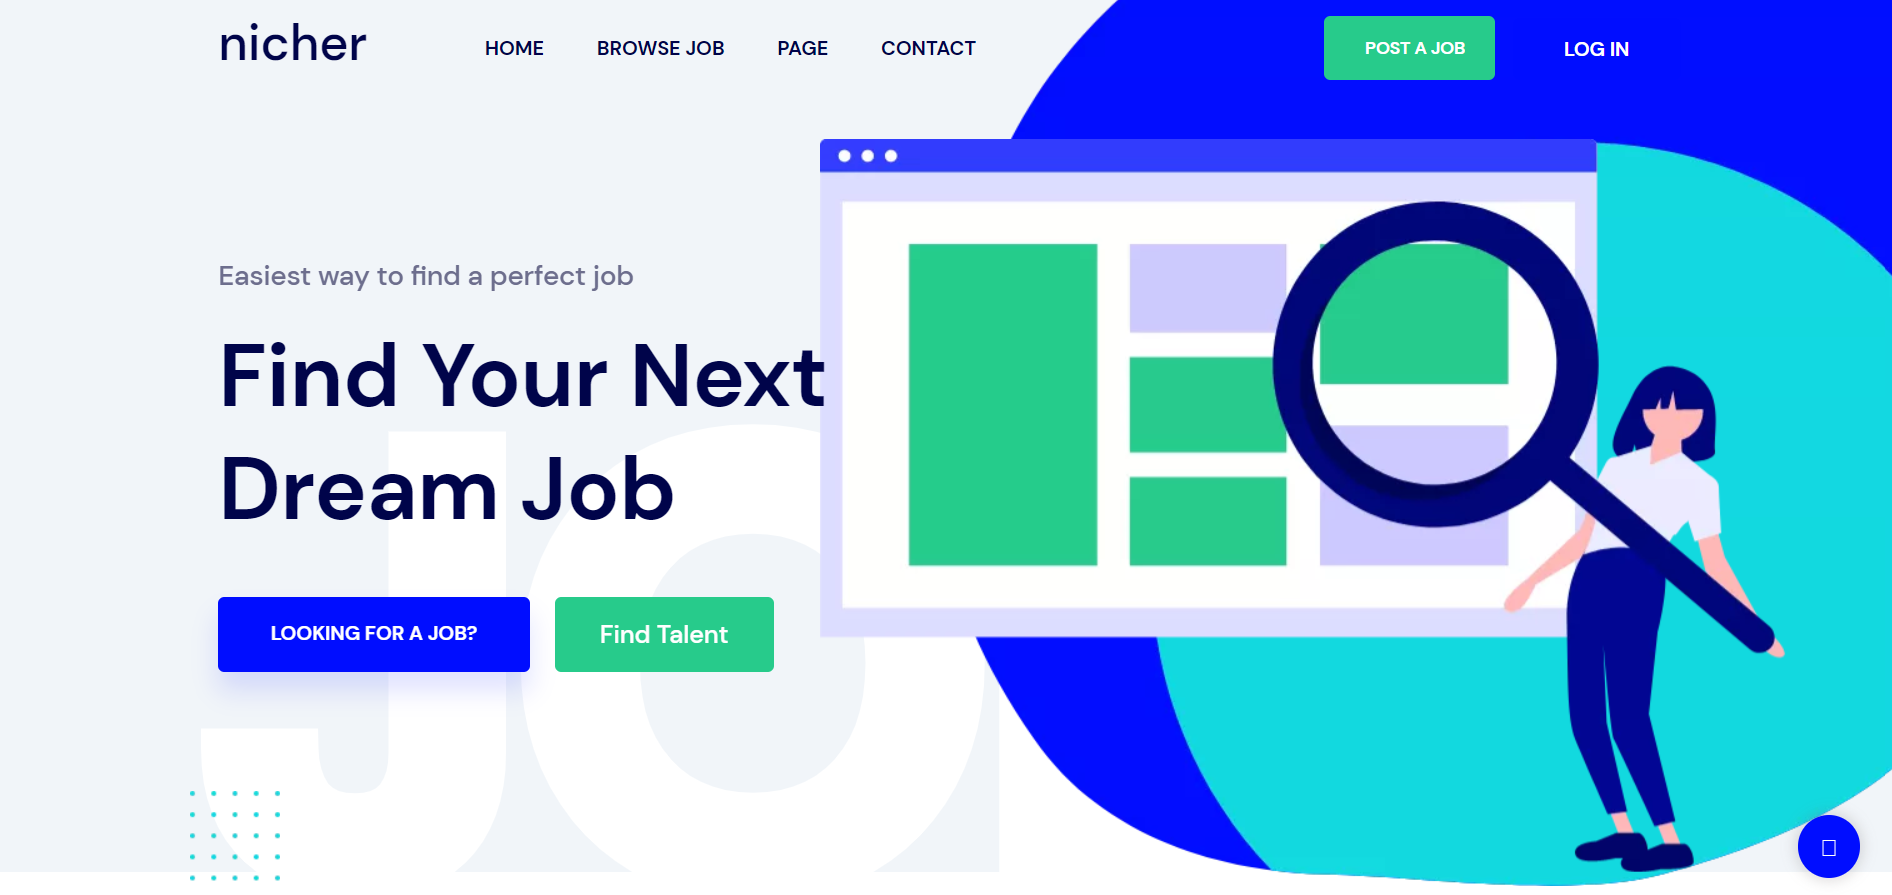 nicher
HOME BROWSE JOB PAGE CONTACT
POST A JOB LOG IN
Easiest way to find a perfect job
Find Your Next
Dream Job
LOOKING FOR A JOB? Find Talent
JO